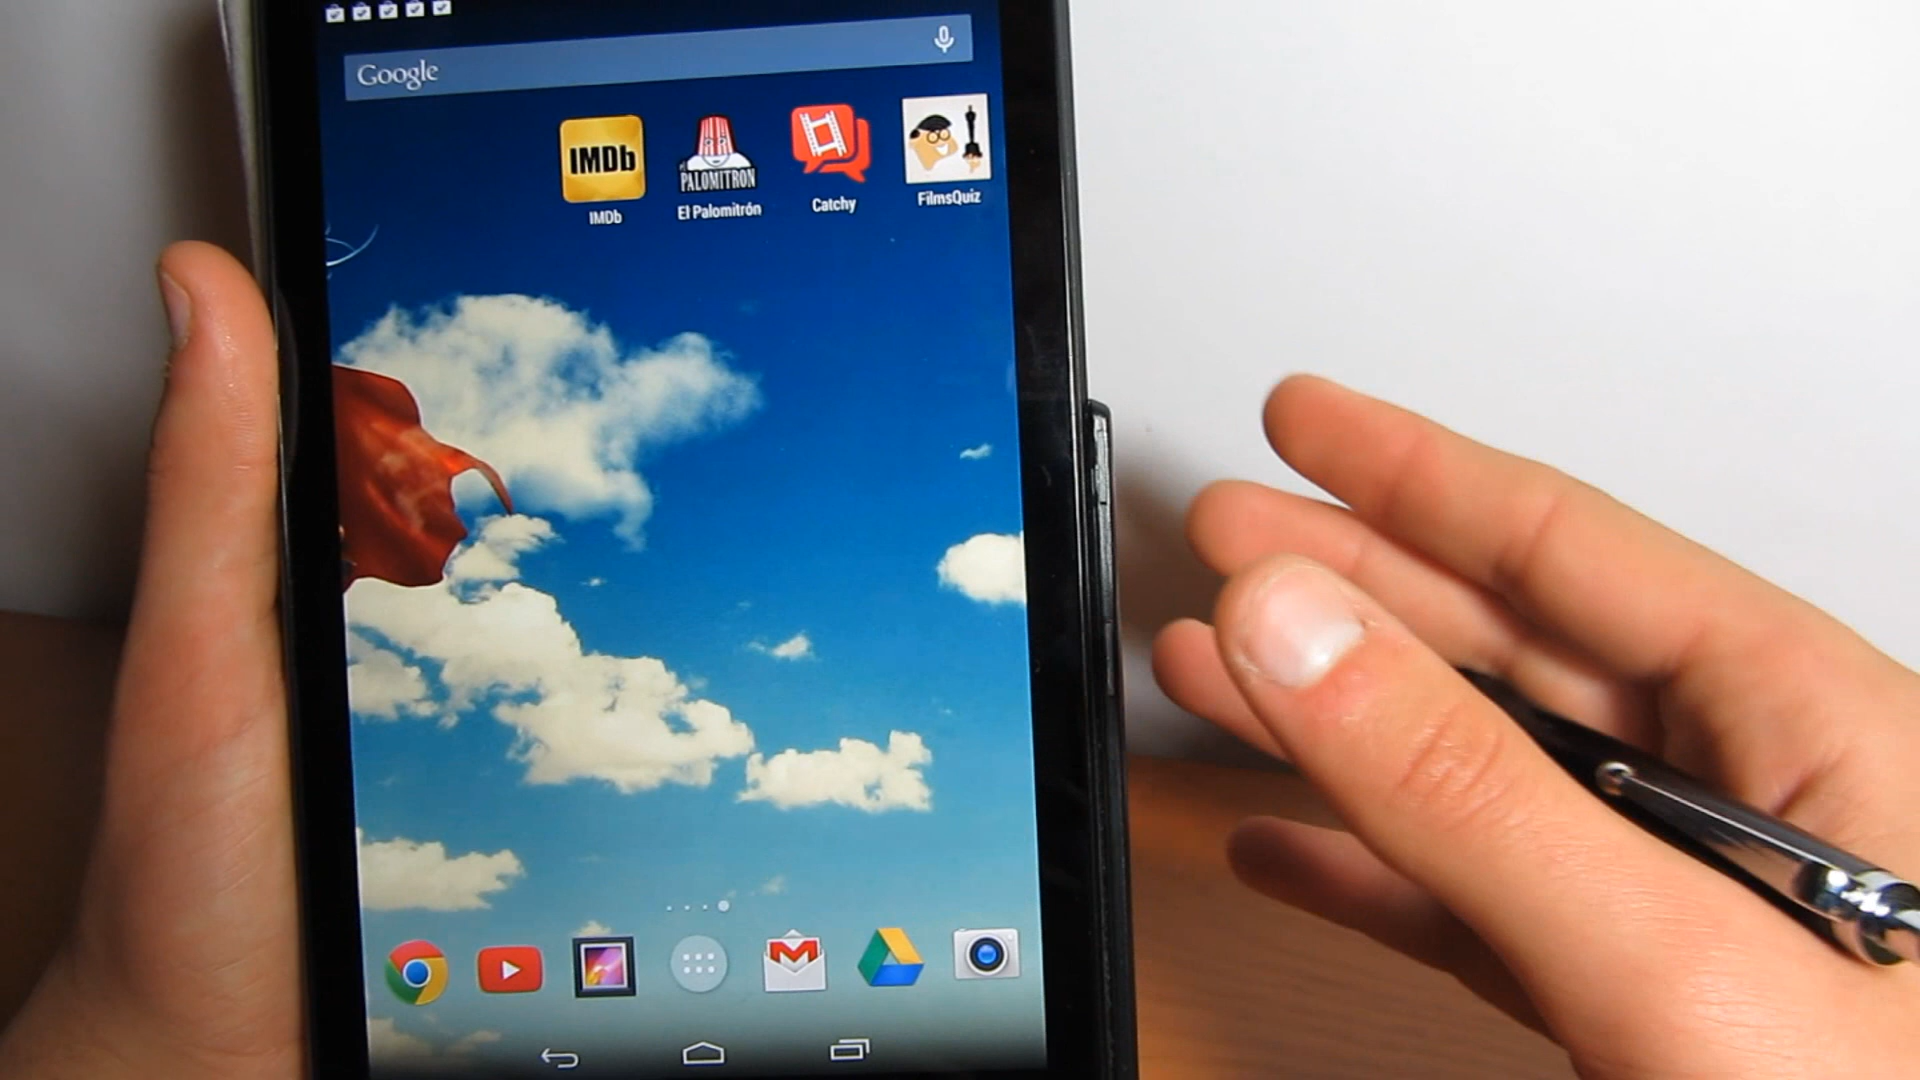 Google
IMDb
PALOMITRON
IMDb
El Palomitrón
Catchy
FilmsQuiz